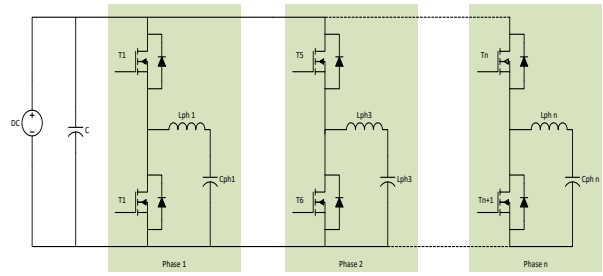 T1
T5
Tn
Lph 1
Lph3
Lph n
DC
+
−
C
Cph1
Lph3
Cph n
T1
T6
Tn+1
Phase 1
Phase 2
Phase n